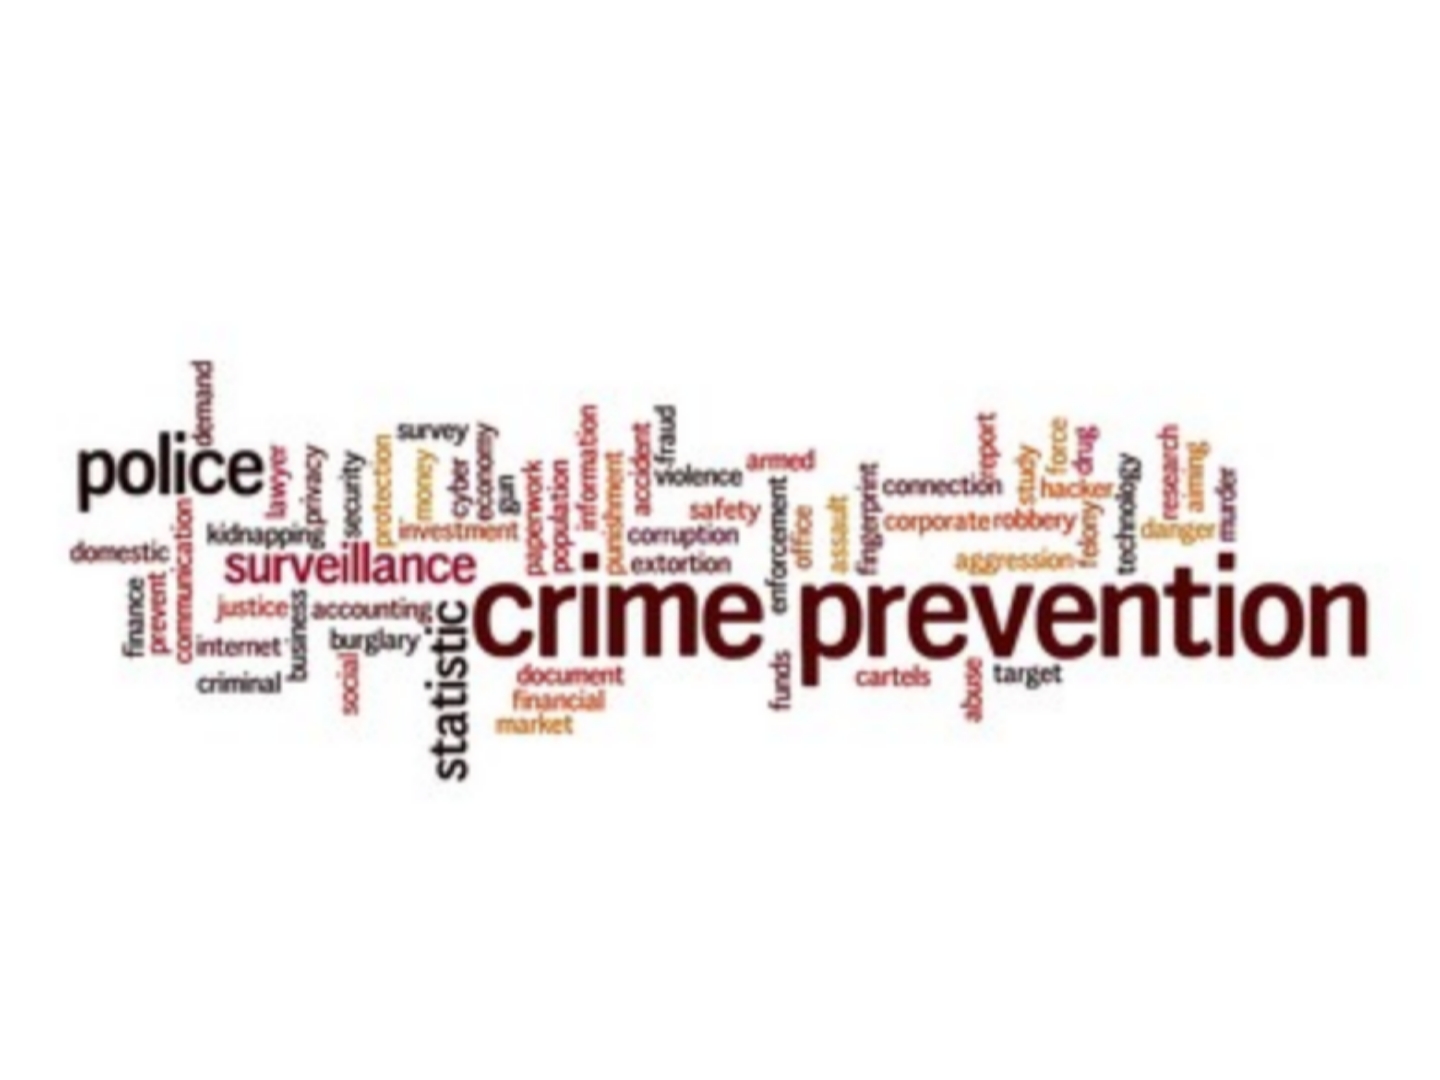 demand
police
lawyer
privacy
security
protection
survey
money
cyber
economy
gun
investment
kidnapping
domestic
communication
surveillance
finance
prevent
justice
accounting
internet
business
burglary
criminal
social
statistic
paperwork
population
information
punishment
accident
fraud
violence
armed
safety
corruption
extortion
enforcement
office
assault
fingerprint
connection
report
study
force
drug
hacker
corporate
robbery
felony
aggression
technology
research
aiming
danger
murder
crime prevention
document
financial
market
funds
cartels
abuse
target